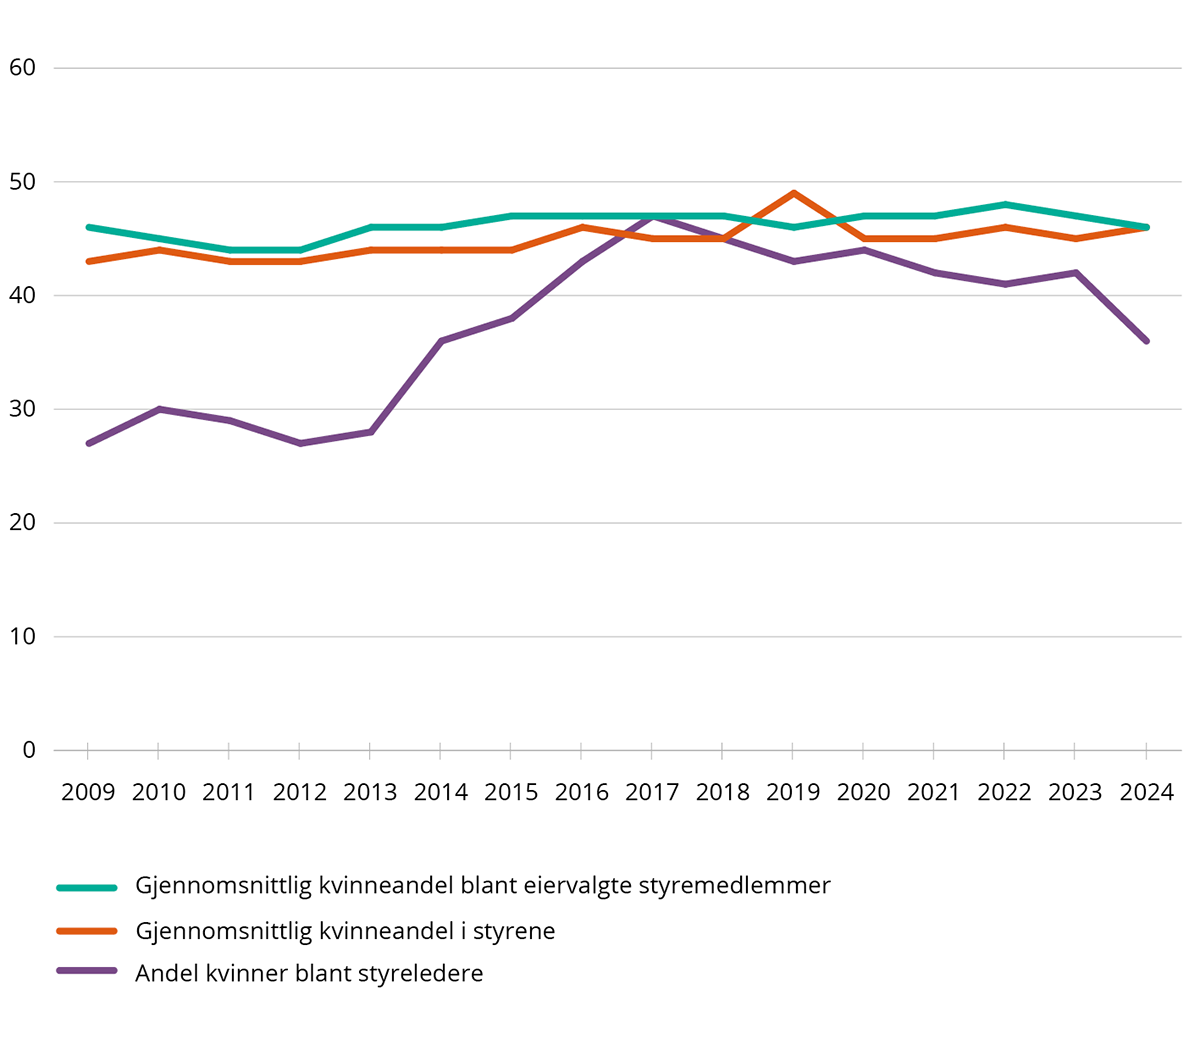 60
50
40
30
20
10
0
2009 2010 2011 2012 2013 2014 2015 2016 2017 2018 2019 2020 2021 2022 2023 2024
Gjennomsnittlig kvinneandel blant eiervalgte styremedlemmer
Gjennomsnittlig kvinneandel i styrene
Andel kvinner blant styreledere